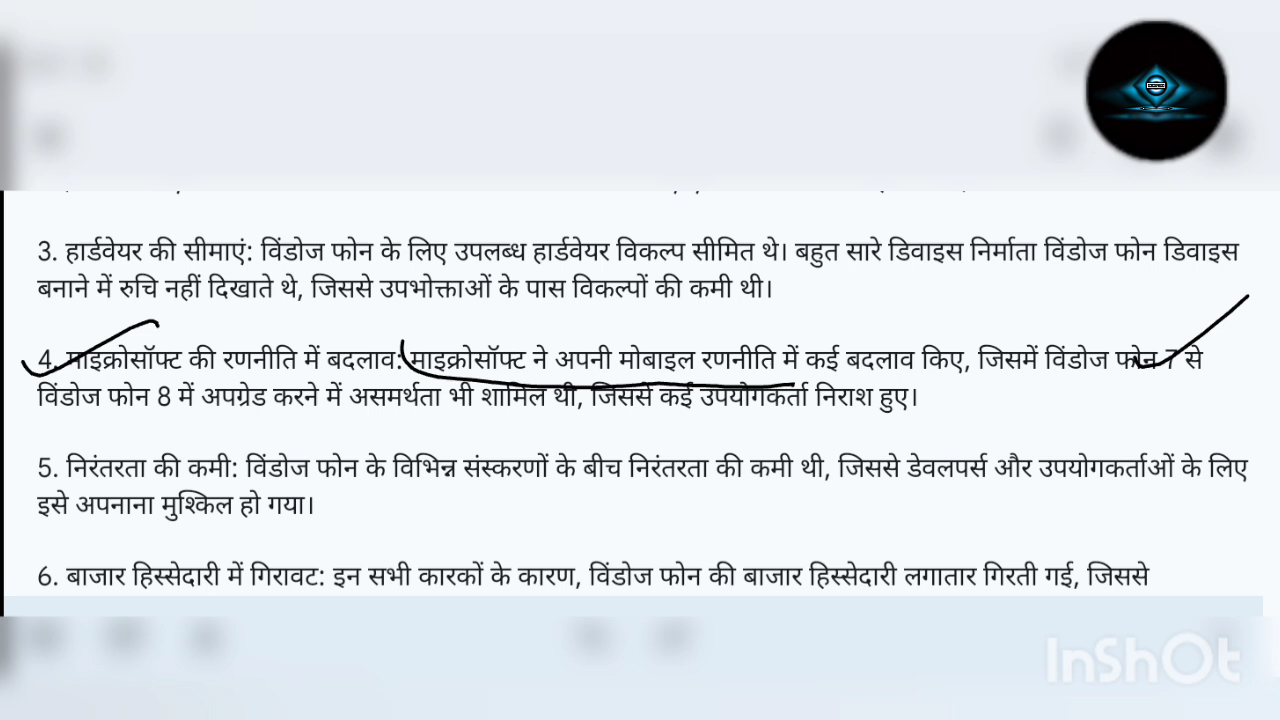 3. हार्डवेयर की सीमाएं: विंडोज फोन के लिए उपलब्ध हार्डवेयर विकल्प सीमित थे। बहुत सारे डिवाइस निर्माता विंडोज फोन डिवाइस
बनाने में रुचि नहीं दिखाते थे, जिससे उपभोक्ताओं के पास विकल्पों की कमी थी।
4. माइक्रोसॉफ्ट की रणनीति में बदलाव: माइक्रोसॉफ्ट ने अपनी मोबाइल रणनीति में कई बदलाव किए, जिसमें विंडोज फोन 7 से
विंडोज फोन 8 में अपग्रेड करने में असमर्थता भी शामिल थी, जिससे कई उपयोगकर्ता निराश हुए।
5. निरंतरता की कमी: विंडोज फोन के विभिन्न संस्करणों के बीच निरंतरता की कमी थी, जिससे डेवलपर्स और उपयोगकर्ताओं के लिए
इसे अपनाना मुश्किल हो गया।
6. बाजार हिस्सेदारी में गिरावट: इन सभी कारकों के कारण, विंडोज फोन की बाजार हिस्सेदारी लगातार गिरती गई, जिससे
InShOt